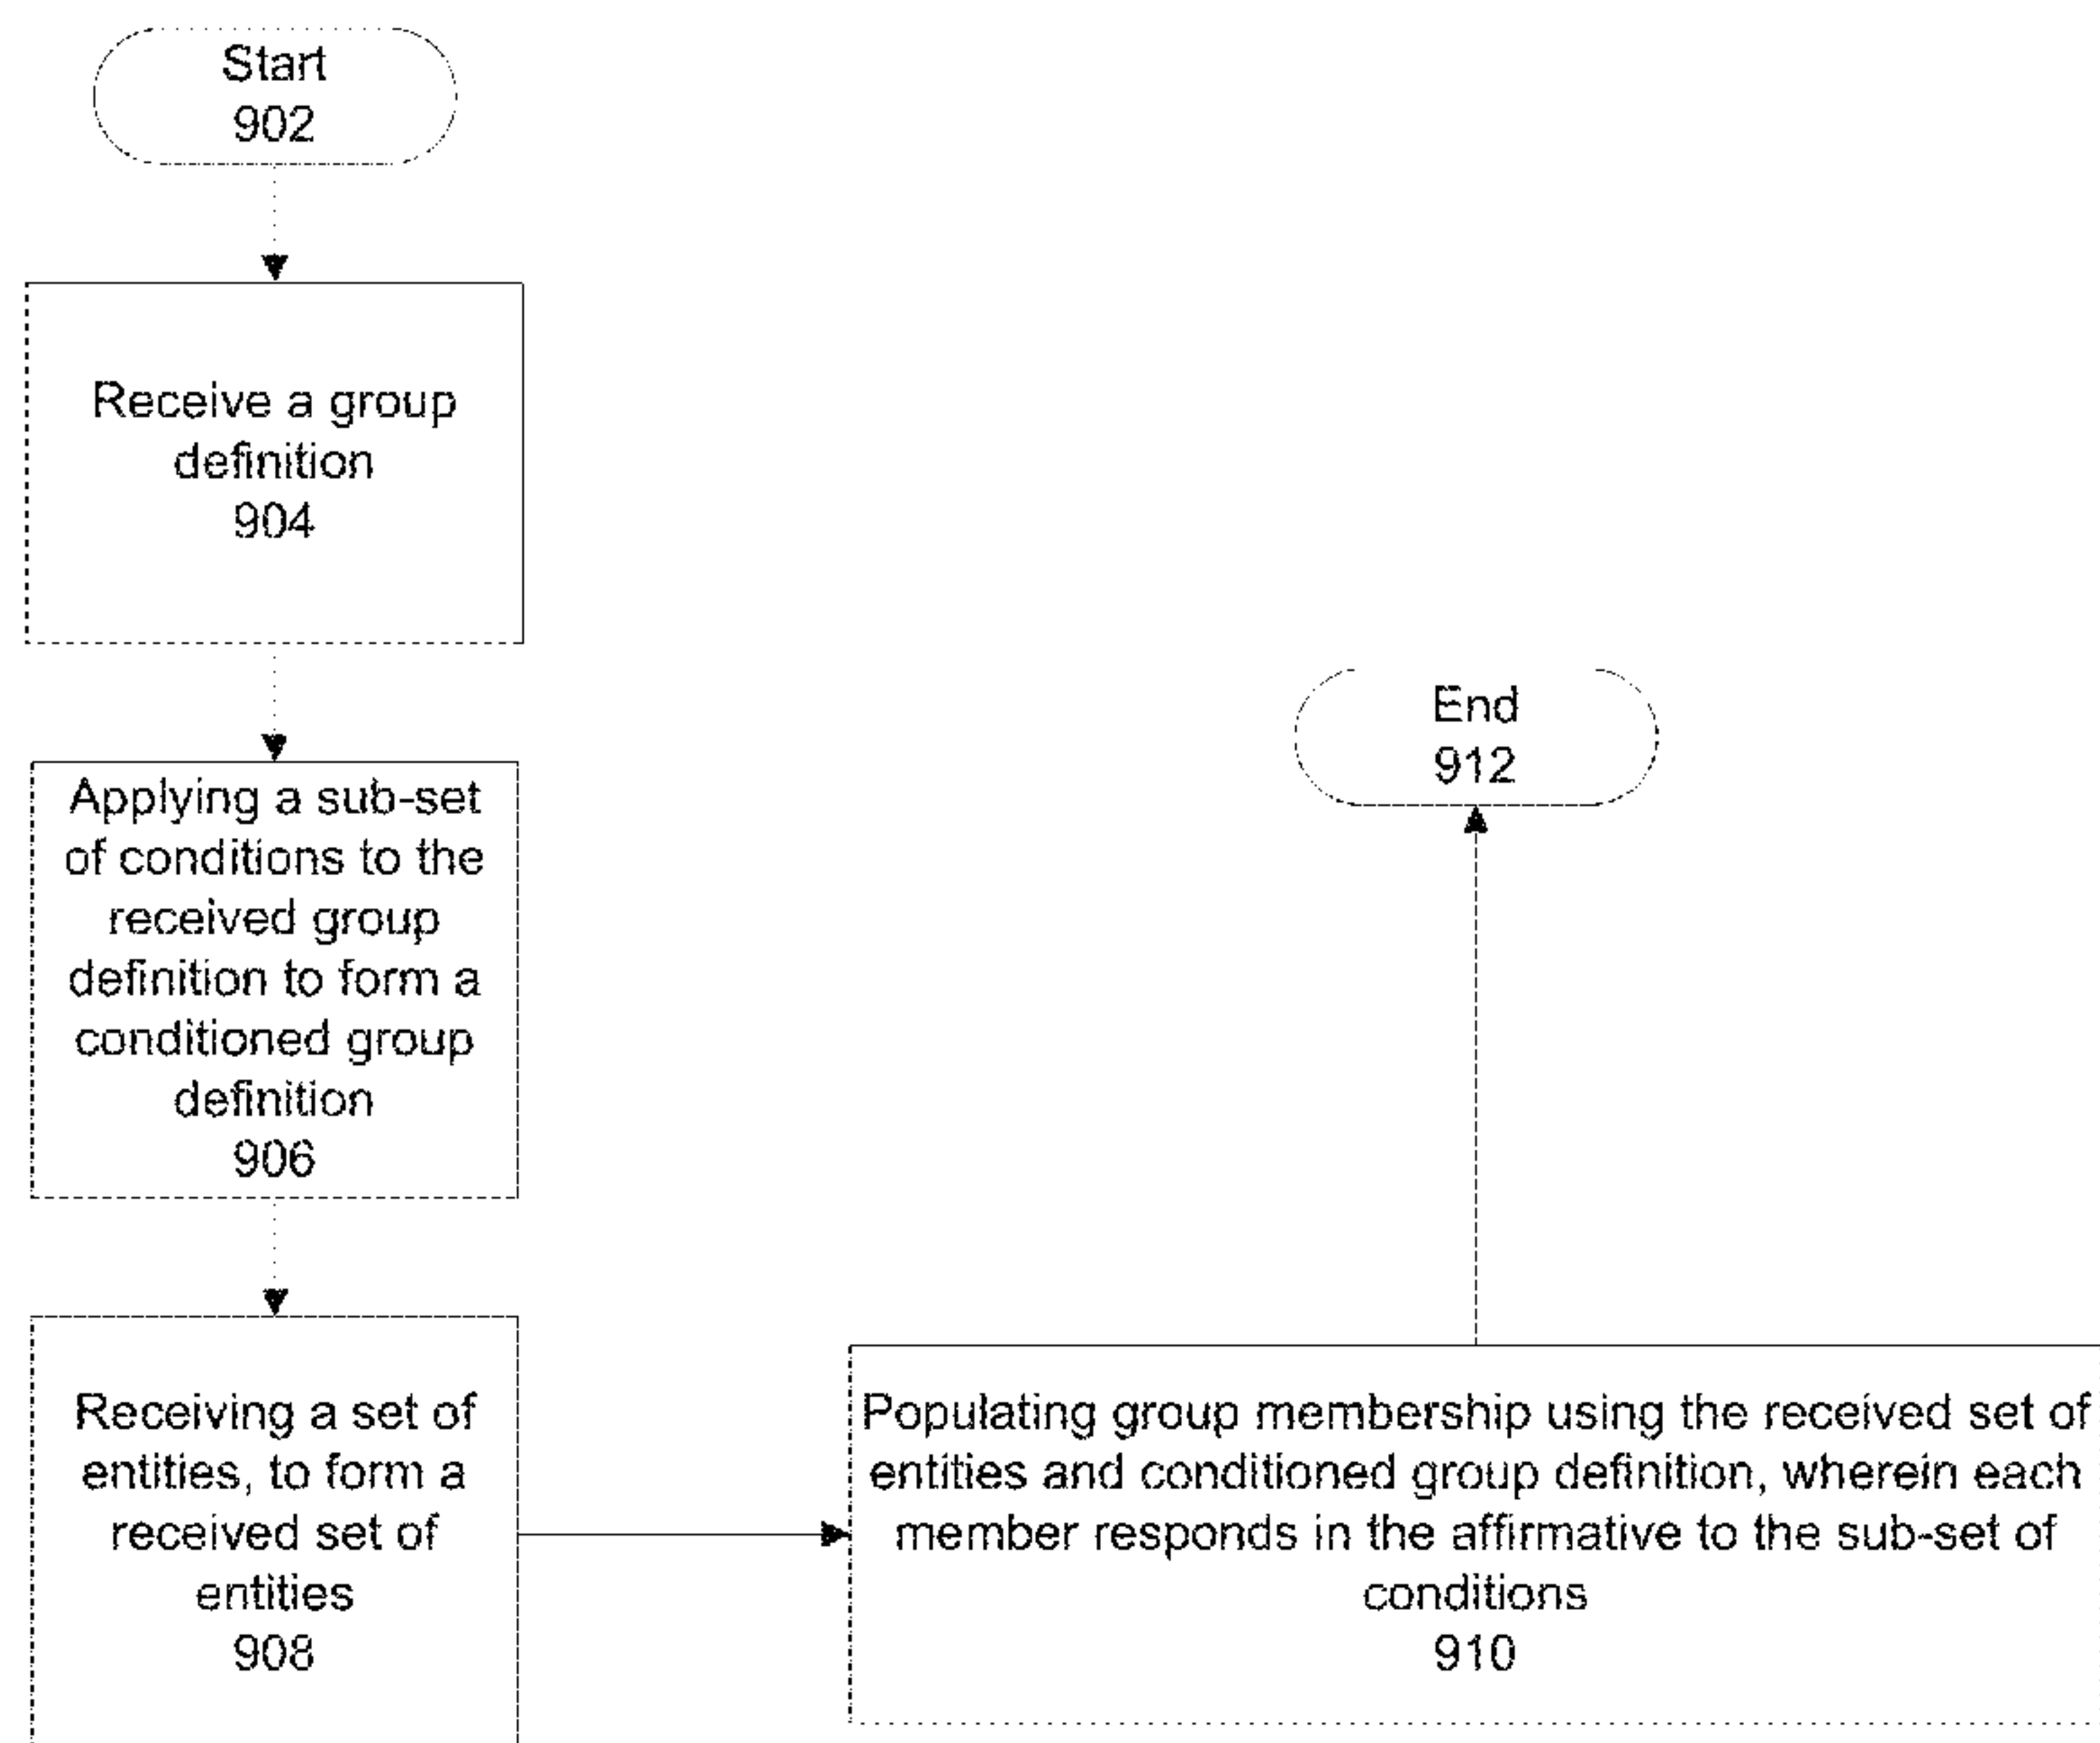 Start
902
Receive a group
definition
904
Applying a sub-set
of conditions to the
received group
definition to form a
conditioned group
definition
906
Receiving a set of
entities, to form a
received set of
entities
908
Populating group membership using the received set of
entities and conditioned group definition, wherein each
member responds in the affirmative to the sub-set of
conditions
910
End
912